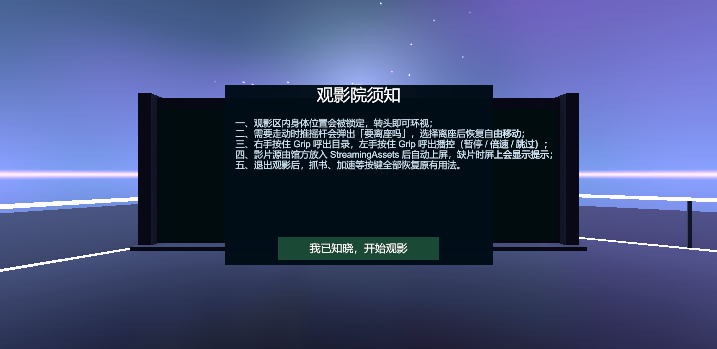 观影院须知
一、观影区内身体位置会被锁定，转头即可环视；
二、需要走动时推摇杆会弹出「要离座吗」，选择离座后恢复自由移动；
三、右手按住 Grip 呼出目录，左手按住 Grip 呼出播控（暂停 / 倍速 / 跳过）；
四、影片源由馆方放入 StreamingAssets 后自动上屏，缺片时屏上会显示提示；
五、退出观影后，抓书、加速等按键全部恢复原有用法。
我已知晓，开始观影